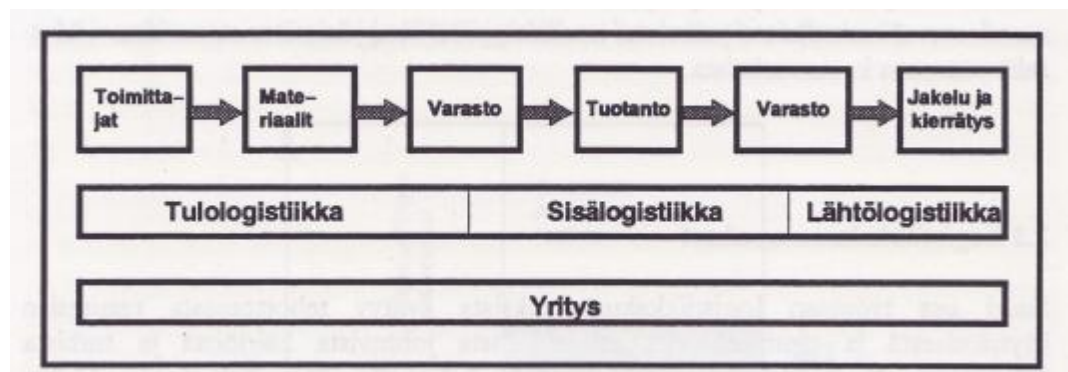 Toimitta-
jat
Mate-
riaalit
Varasto
Tuotanto
Varasto
Jakelu ja
kierrätys
Tulologistiikka
Sisälogistiikka
Lähtölogistiikka
Yritys